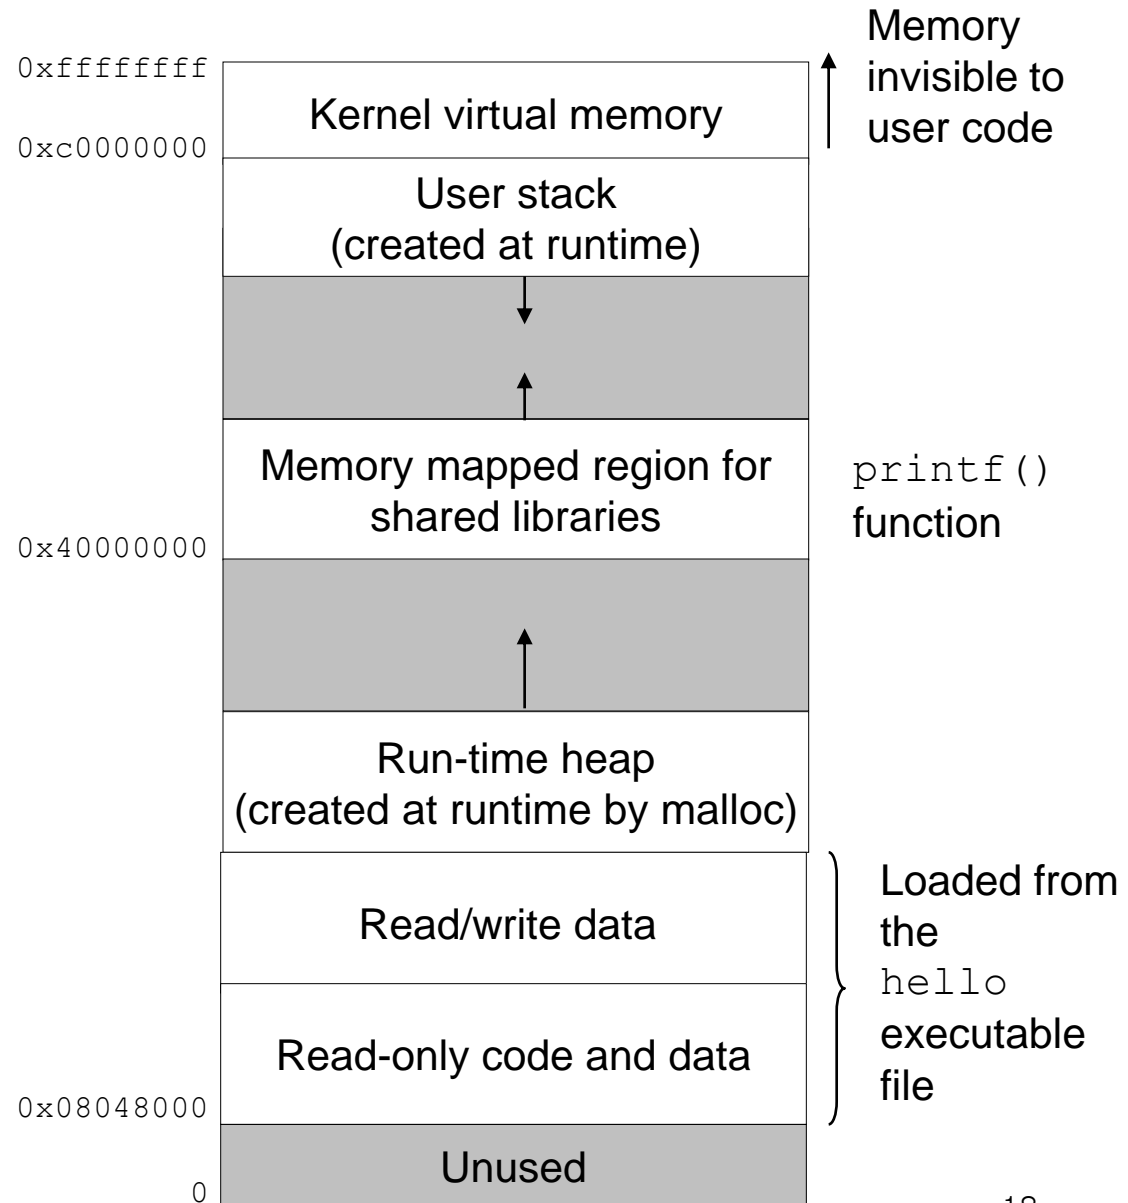 Memory
invisible to
user code
0xffffffff
Kernel virtual memory
0xc0000000
User stack
(created at runtime)
Memory mapped region for
shared libraries
printf()
function
0x40000000
Run-time heap
(created at runtime by malloc)
Read/write data
Loaded from
the
hello
executable
file
Read-only code and data
0x08048000
Unused
0